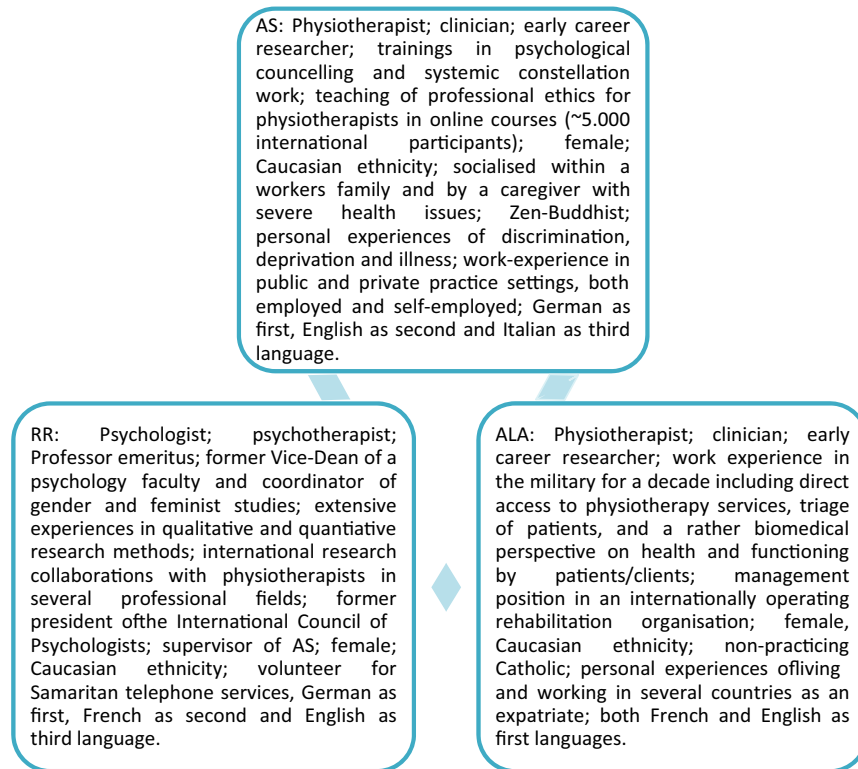 AS: Physiotherapist; clinician; early career
researcher; trainings in psychological
councelling and systemic constellation
work; teaching of professional ethics for
physiotherapists in online courses (~5.000
international participants); female;
Caucasian ethnicity; socialised within a
workers family and by a caregiver with
severe health issues; Zen-Buddhist;
personal experiences of discrimination,
deprivation and illness; work-experience in
public and private practice settings, both
employed and self-employed; German as
first, English as second and Italian as third
language.
RR: Psychologist; psychotherapist;
Professor emeritus; former Vice-Dean of a
psychology faculty and coordinator of
gender and feminist studies; extensive
experiences in qualitative and quantiative
research methods; international research
collaborations with physiotherapists in
several professional fields; former
president ofthe International Council of
Psychologists; supervisor of AS; female;
Caucasian ethnicity; volunteer for
Samaritan telephone services, German as
first, French as second and English as
third language.
ALA: Physiotherapist; clinician; early
career researcher; work experience in
the military for a decade including direct
access to physiotherapy services, triage
of patients, and a rather biomedical
perspective on health and functioning
by patients/clients; management
position in an internationally operating
rehabilitation organisation; female,
Caucasian ethnicity; non-practicing
Catholic; personal experiences ofliving
and working in several countries as an
expatriate; both French and English as
first languages.